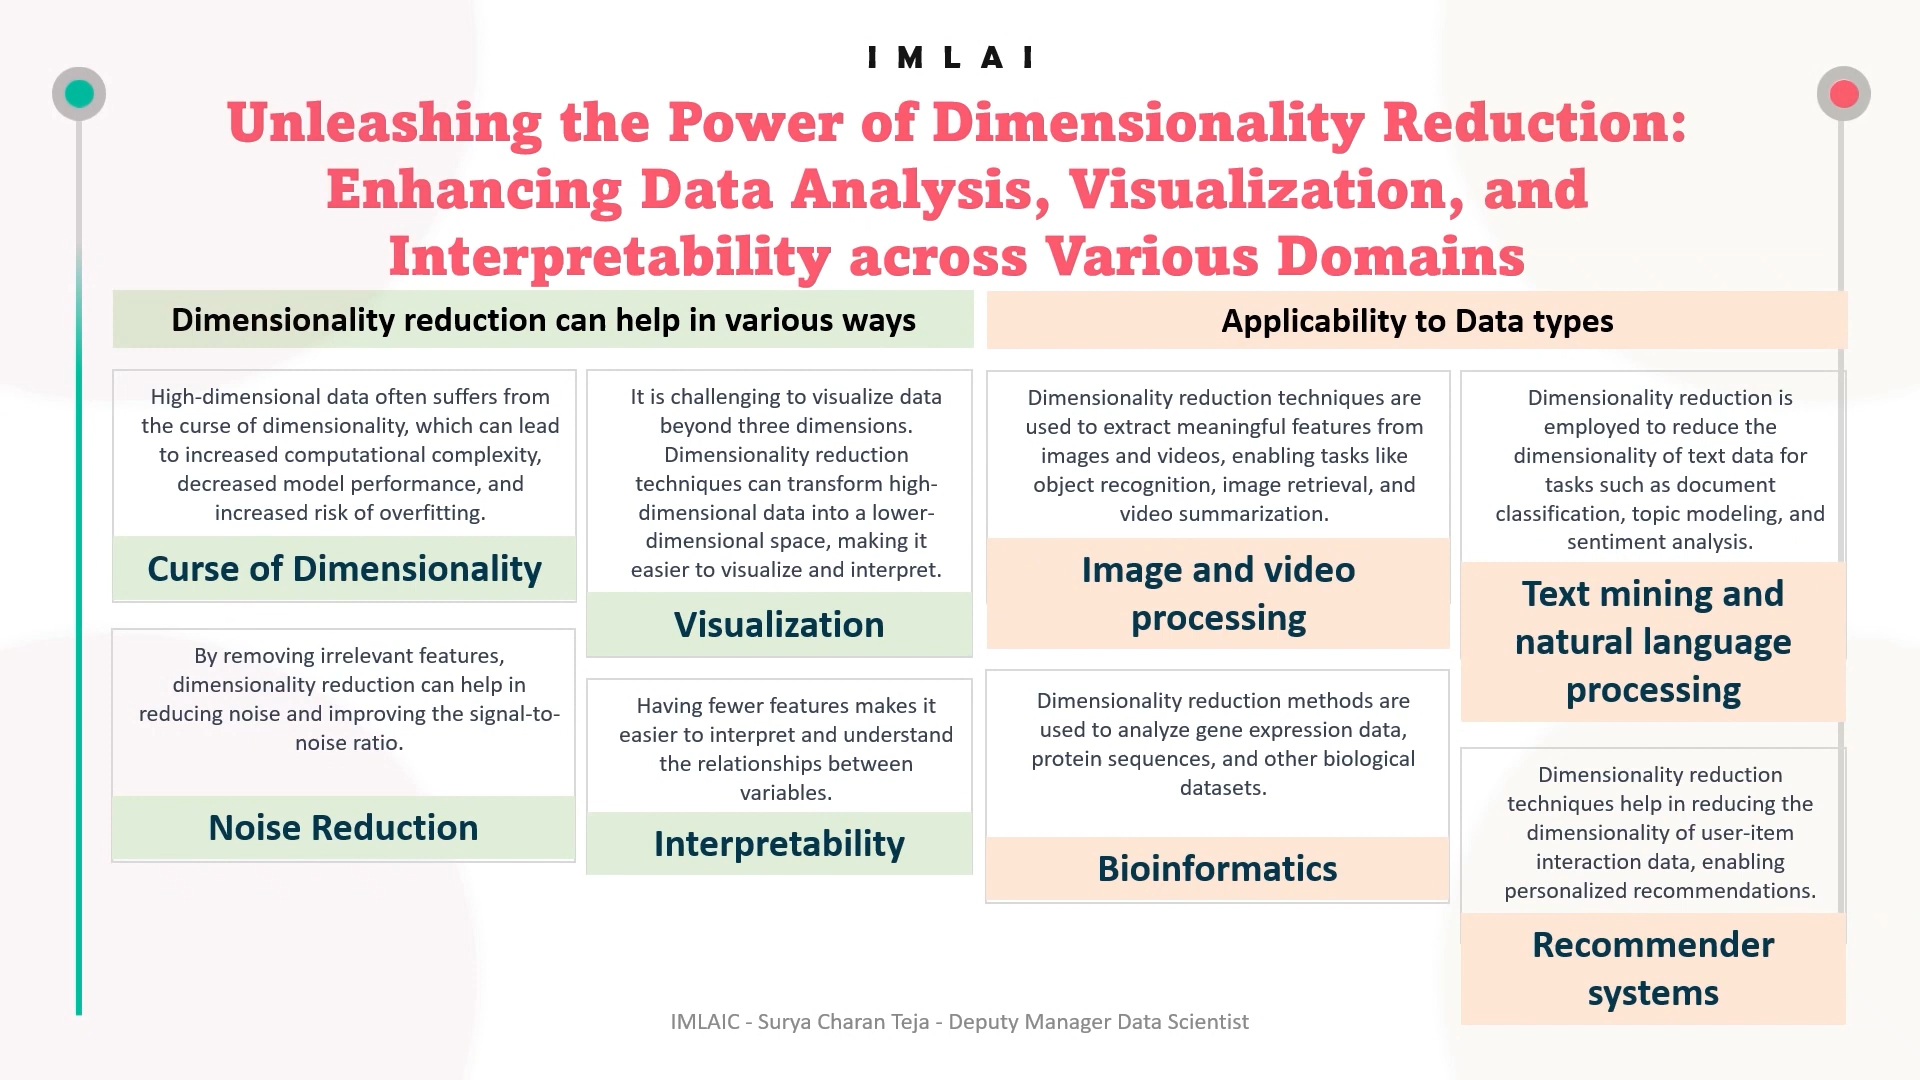 IMLAI
Unleashing the Power of Dimensionality Reduction:
Enhancing Data Analysis, Visualization, and
Interpretability across Various Domains
Dimensionality reduction can help in various ways
High-dimensional data often suffers from
the curse of dimensionality, which can lead
to increased computational complexity,
decreased model performance, and
increased risk of overfitting.
Curse of Dimensionality
By removing irrelevant features,
dimensionality reduction can help in
reducing noise and improving the signal-to-
noise ratio.
Noise Reduction
It is challenging to visualize data
beyond three dimensions.
Dimensionality reduction
techniques can transform high-
dimensional data into a lower-
dimensional space, making it
easier to visualize and interpret.
Visualization
Having fewer features makes it
easier to interpret and understand
the relationships between
variables.
Interpretability
Applicability to Data types
Dimensionality reduction techniques are
used to extract meaningful features from
images and videos, enabling tasks like
object recognition, image retrieval, and
video summarization.
Image and video
processing
Dimensionality reduction methods are
used to analyze gene expression data,
protein sequences, and other biological
datasets.
Bioinformatics
Dimensionality reduction is
employed to reduce the
dimensionality of text data for
tasks such as document
classification, topic modeling, and
sentiment analysis.
Text mining and
natural language
processing
Dimensionality reduction
techniques help in reducing the
dimensionality of user-item
interaction data, enabling
personalized recommendations.
Recommender
systems
IMLAIC - Surya Charan Teja - Deputy Manager Data Scientist